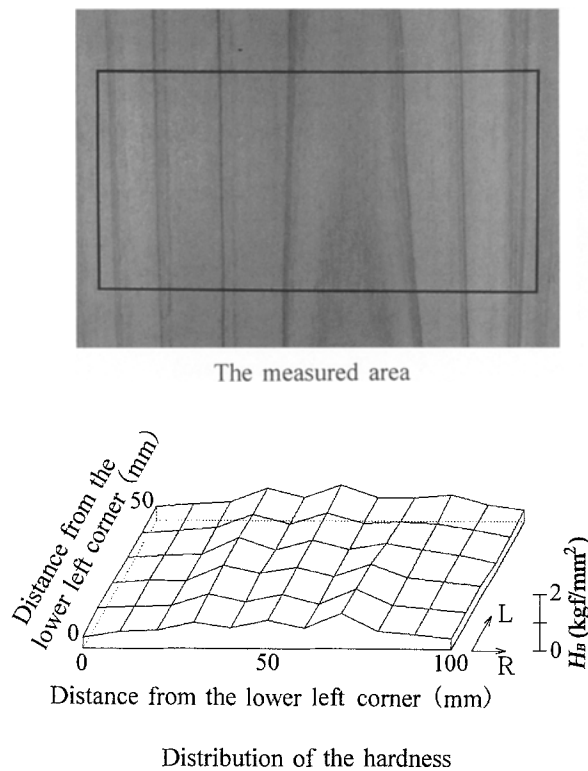 The measured area
Distance from the
lower left corner (mm)
50
0
0
50
100
L
R
2
0
H_B (kgf/mm²)
Distance from the lower left corner (mm)
Distribution of the hardness